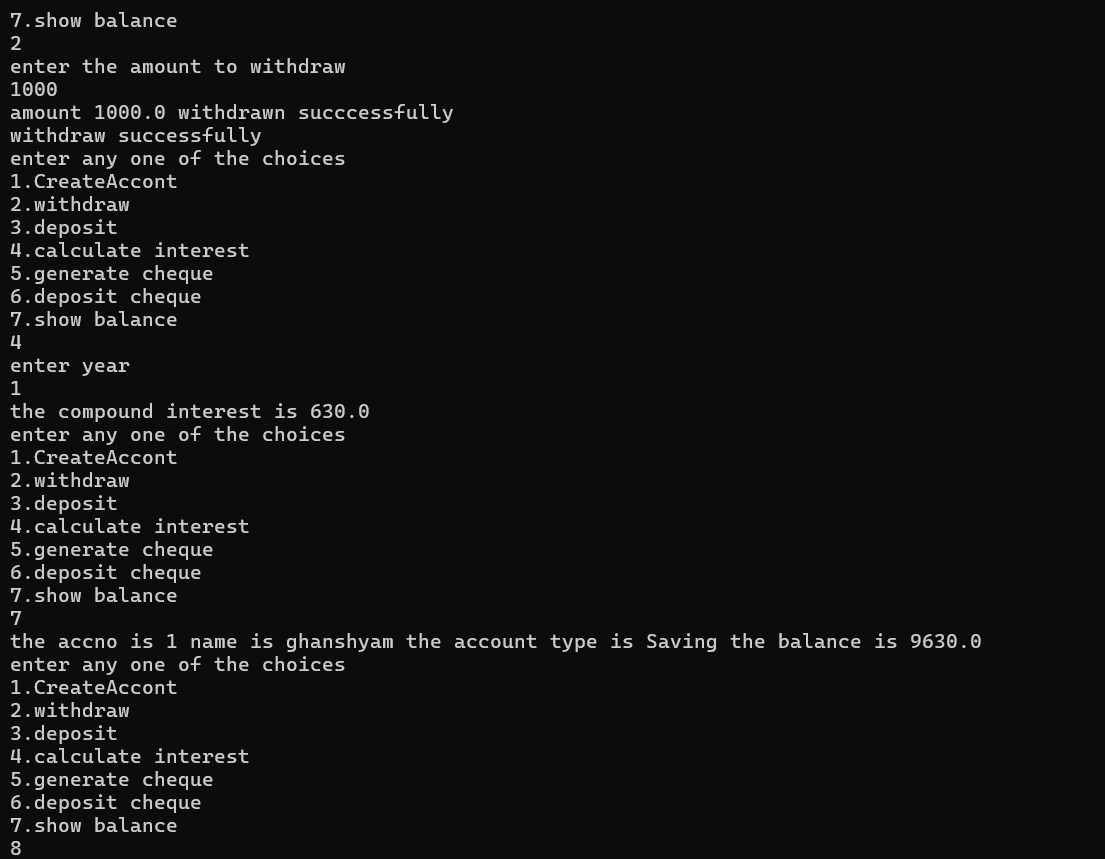 7.show balance
2
enter the amount to withdraw
1000
amount 1000.0 withdrawn succcessfully
withdraw successfully
enter any one of the choices
1.CreateAccont
2.withdraw
3.deposit
4.calculate interest
5.generate cheque
6.deposit cheque
7.show balance
4
enter year
1
the compound interest is 630.0
enter any one of the choices
1.CreateAccont
2.withdraw
3.deposit
4.calculate interest
5.generate cheque
6.deposit cheque
7.show balance
7
the accno is 1 name is ghanshyam the account type is Saving the balance is 9630.0
enter any one of the choices
1.CreateAccont
2.withdraw
3.deposit
4.calculate interest
5.generate cheque
6.deposit cheque
7.show balance
8